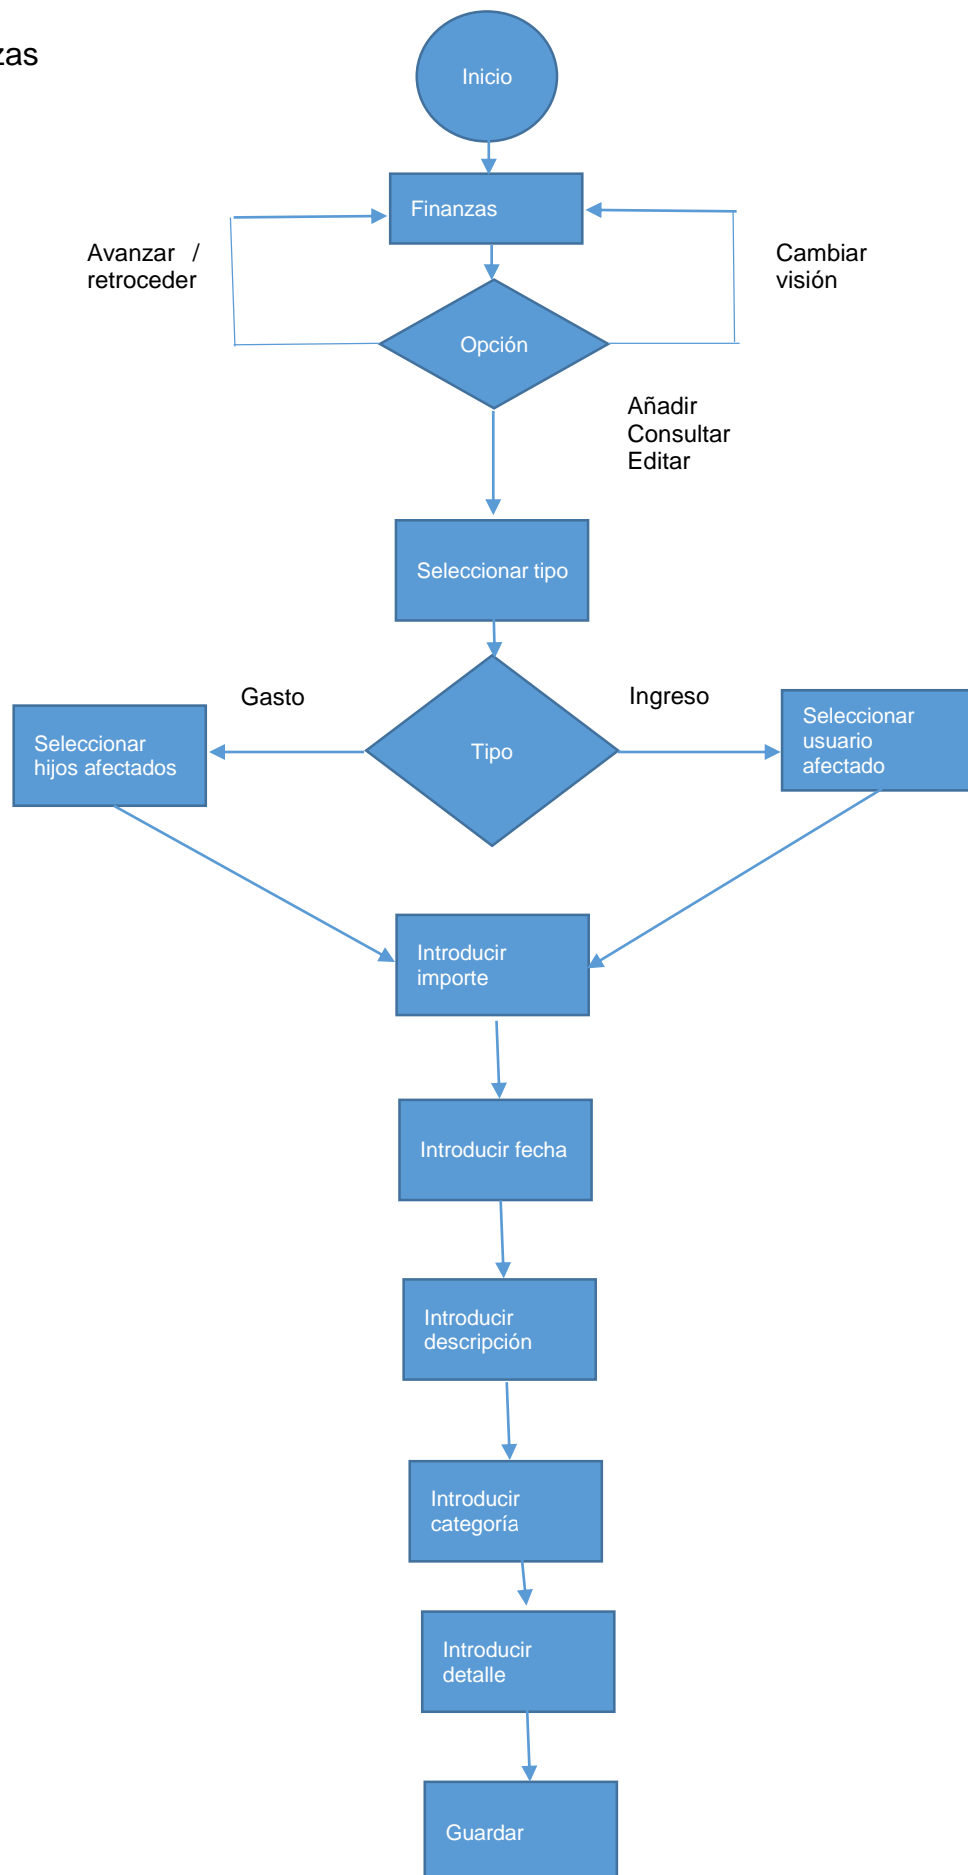 zas
Inicio
Finanzas
Avanzar /
retroceder
Cambiar
visión
Opción
Añadir
Consultar
Editar
Seleccionar tipo
Gasto
Ingreso
Seleccionar
hijos afectados
Tipo
Seleccionar
usuario
afectado
Introducir
importe
Introducir fecha
Introducir
descripción
Introducir
categoría
Introducir
detalle
Guardar